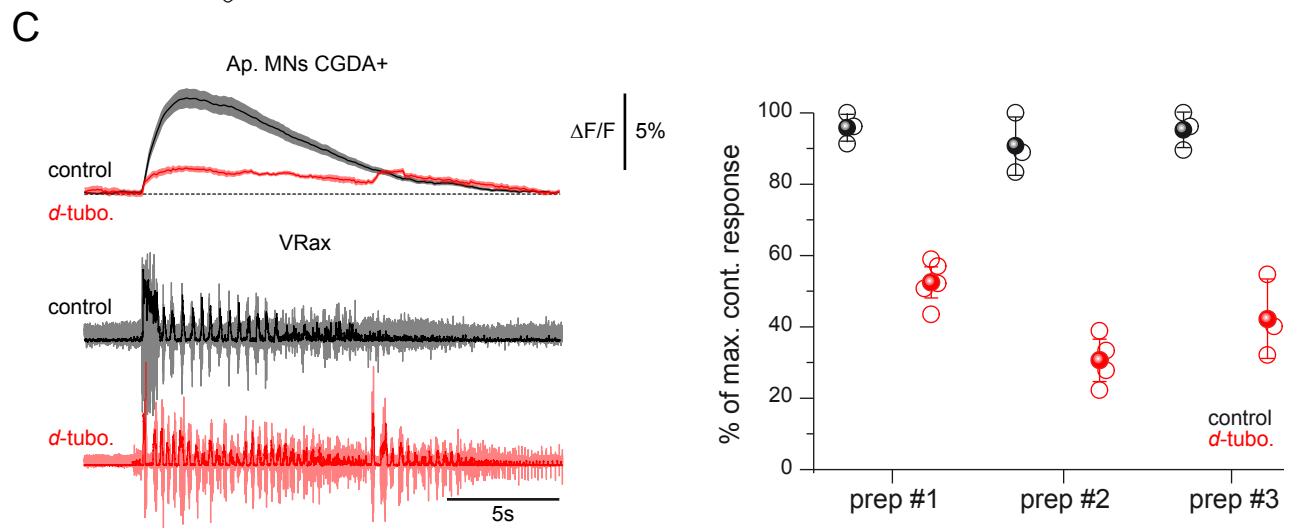 C
Ap. MNs CGDA+
ΔF/F 5%
control
d-tubo.
VRax
control
d-tubo.
5s
% of max. cont. response
100
80
60
40
20
0
control
d-tubo.
prep #1 prep #2 prep #3